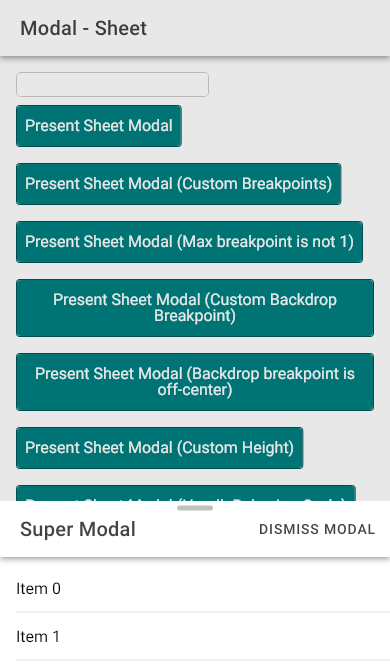 Modal - Sheet
Present Sheet Modal
Present Sheet Modal (Custom Breakpoints)
Present Sheet Modal (Max breakpoint is not 1)
Present Sheet Modal (Custom Backdrop
Breakpoint)
Present Sheet Modal (Backdrop breakpoint is
off-center)
Present Sheet Modal (Custom Height)
Super Modal
DISMISS MODAL
Item 0
Item 1